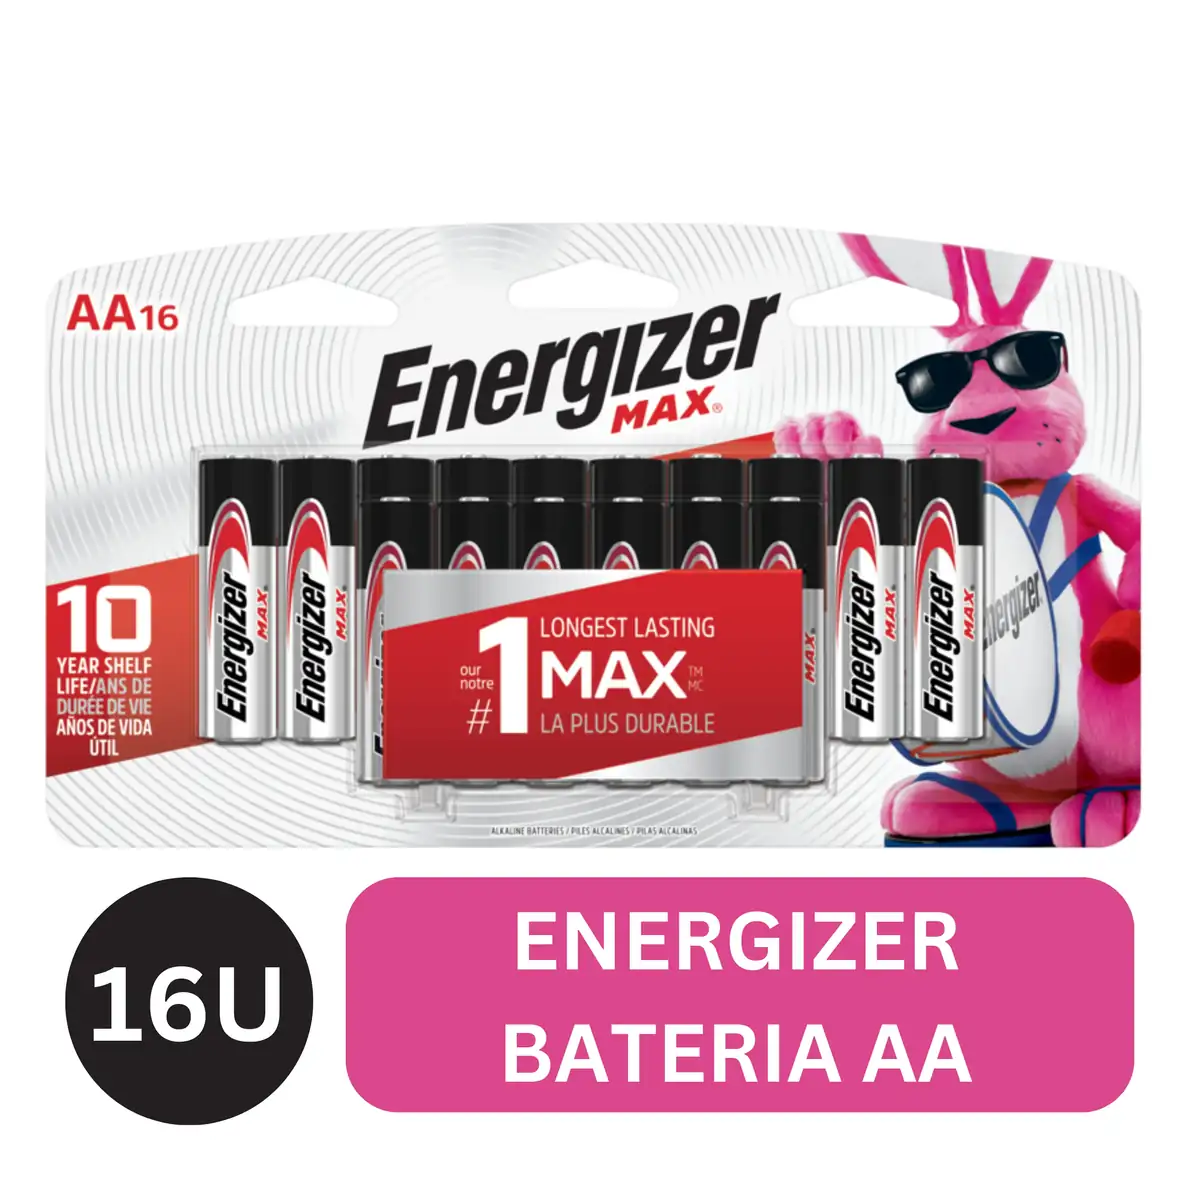 AA16
Energizer
MAX®
10
YEAR SHELF
LIFE/ANS DE
DURÉE DE VIE
AÑOS DE VIDA
ÚTIL
Energizer
MAX
Energizer
MAX
our
notre
#1
LONGEST LASTING
MAX™ MC
LA PLUS DURABLE
MAX
Energizer
MAX
Energizer
MAX
Energizer
ALKALINE BATTERIES / PILES ALCALINES / PILAS ALCALINAS
16U
ENERGIZER
BATERIA AA